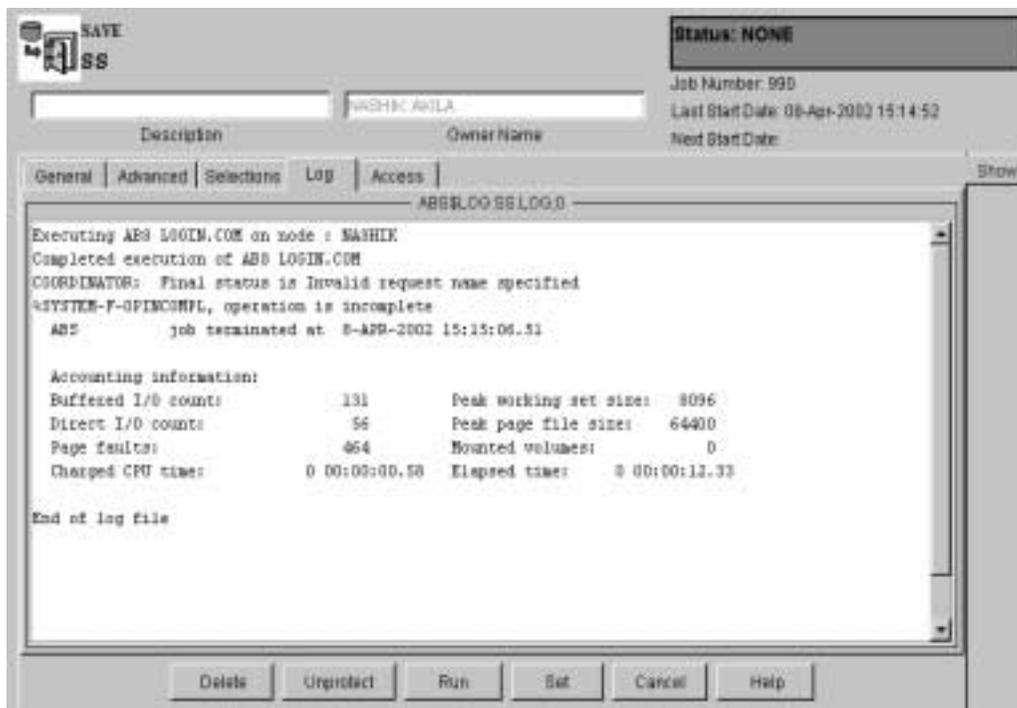 SAVE
SS
Status: NONE
Job Number: 990
Last Start Date: 08-Apr-2002 15:14:52
Next Start Date:
NASHIK::AKILA
Description
Owner Name
General
Advanced
Selections
Log
Access
Show
ABS$LOG:SS.LOG;0
Executing ABS LOGIN.COM on node : NASHIK
Completed execution of ABS LOGIN.COM
COORDINATOR: Final status is Invalid request name specified
%SYSTEM-F-OPINCOMPL, operation is incomplete
ABS job terminated at 8-APR-2002 15:15:06.51
Accounting information:
Buffered I/O count: 131 Peak working set size: 8096
Direct I/O count: 56 Peak page file size: 64400
Page faults: 464 Mounted volumes: 0
Charged CPU time: 0 00:00:00.58 Elapsed time: 0 00:00:12.33
End of log file
Delete
Unprotect
Run
Set
Cancel
Help